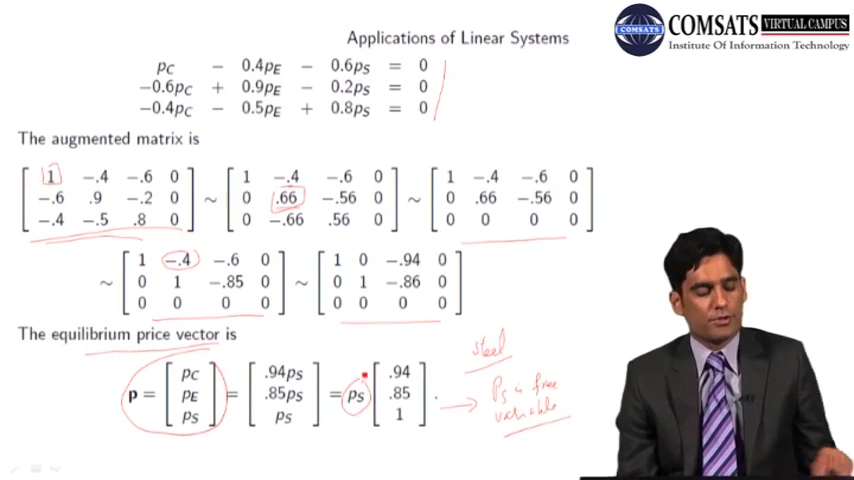 COMSATS VIRTUAL CAMPUS
COMSATS
Institute Of Information Technology
Applications of Linear Systems
pC − 0.4pE − 0.6pS = 0
−0.6pC + 0.9pE − 0.2pS = 0
−0.4pC − 0.5pE + 0.8pS = 0
The augmented matrix is
[ 1 −.4 −.6 0 ] [ 1 −.4 −.6 0 ] [ 1 −.4 −.6 0 ]
[ −.6 .9 −.2 0 ] ~ [ 0 .66 −.56 0 ] ~ [ 0 .66 −.56 0 ]
[ −.4 −.5 .8 0 ] [ 0 −.66 .56 0 ] [ 0 0 0 0 ]
[ 1 −.4 −.6 0 ] [ 1 0 −.94 0 ]
~ [ 0 1 −.85 0 ] ~ [ 0 1 −.86 0 ]
[ 0 0 0 0 ] [ 0 0 0 0 ]
The equilibrium price vector is
[ pC ] [ .94pS ] [ .94 ]
p = [ pE ] = [ .85pS ] = pS [ .85 ] .
[ pS ] [ pS ] [ 1 ]
steel
Ps is free
variable